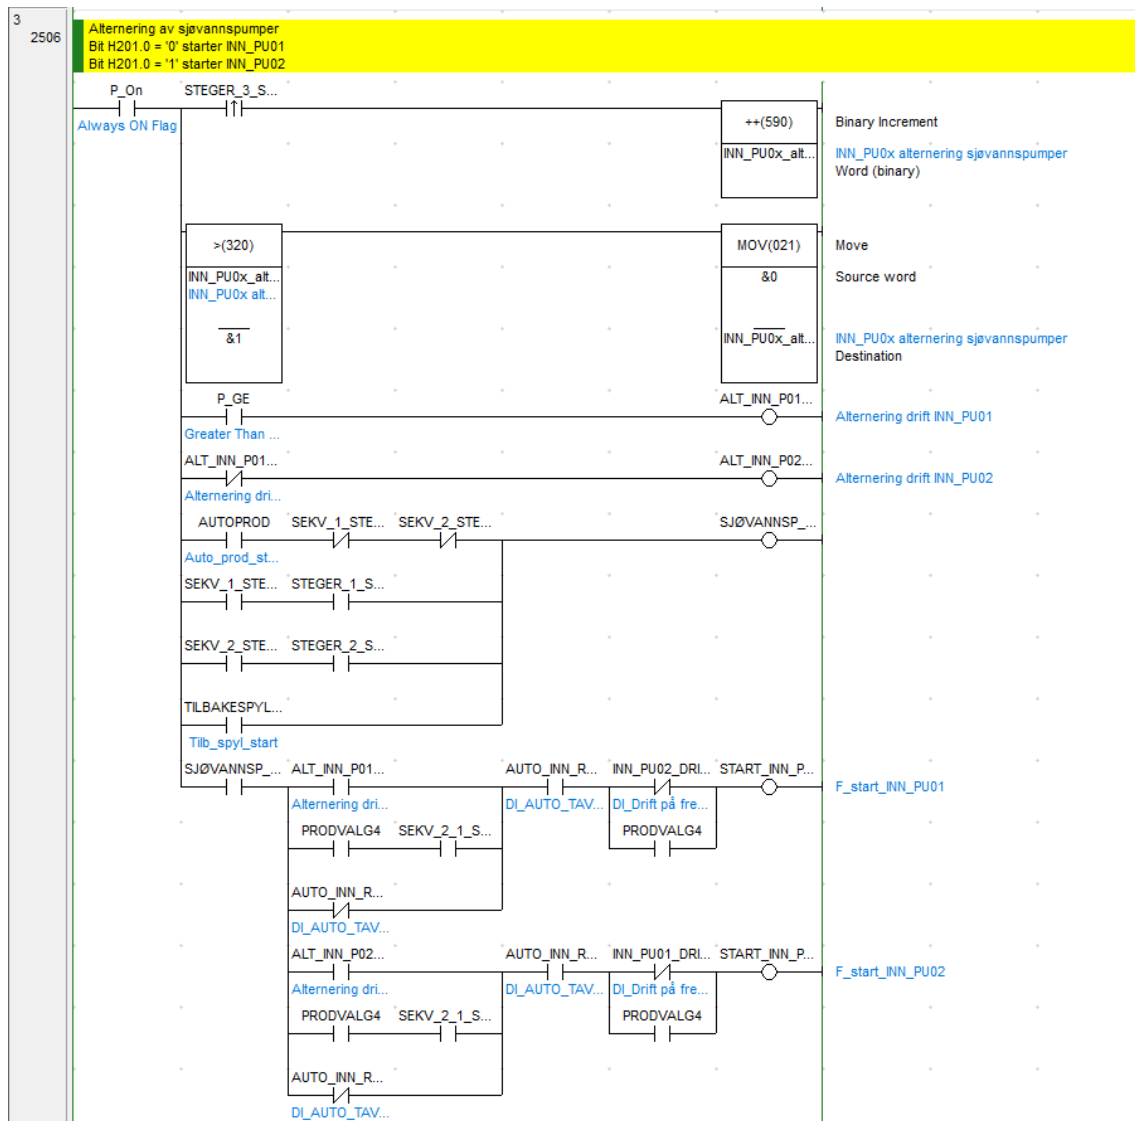 3
2506
Alternering av sjøvannspumper
Bit H201.0 = '0' starter INN_PU01
Bit H201.0 = '1' starter INN_PU02
P_On STEGER_3_S...
Always ON Flag
++(590) Binary Increment
INN_PU0x_alt... INN_PU0x alternering sjøvannspumper
Word (binary)
>(320) MOV(021) Move
INN_PU0x_alt... &0 Source word
INN_PU0x alt...
&1 INN_PU0x_alt... INN_PU0x alternering sjøvannspumper
Destination
P_GE ALT_INN_P01...
Alternering drift INN_PU01
Greater Than ...
ALT_INN_P01... ALT_INN_P02...
Alternering drift INN_PU02
Alternering dri...
AUTOPROD SEKV_1_STE... SEKV_2_STE... SJØVANNSP_...
Auto_prod_st...
SEKV_1_STE... STEGER_1_S...
SEKV_2_STE... STEGER_2_S...
TILBAKESPYL...
Tilb_spyl_start
SJØVANNSP_... ALT_INN_P01... AUTO_INN_R... INN_PU02_DRI... START_INN_P...
F_start_INN_PU01
Alternering dri... DI_AUTO_TAV... DI_Drift på fre...
PRODVALG4 SEKV_2_1_S... PRODVALG4
AUTO_INN_R...
DI_AUTO_TAV...
ALT_INN_P02... AUTO_INN_R... INN_PU01_DRI... START_INN_P...
F_start_INN_PU02
Alternering dri... DI_AUTO_TAV... DI_Drift på fre...
PRODVALG4 SEKV_2_1_S... PRODVALG4
AUTO_INN_R...
DI_AUTO_TAV...